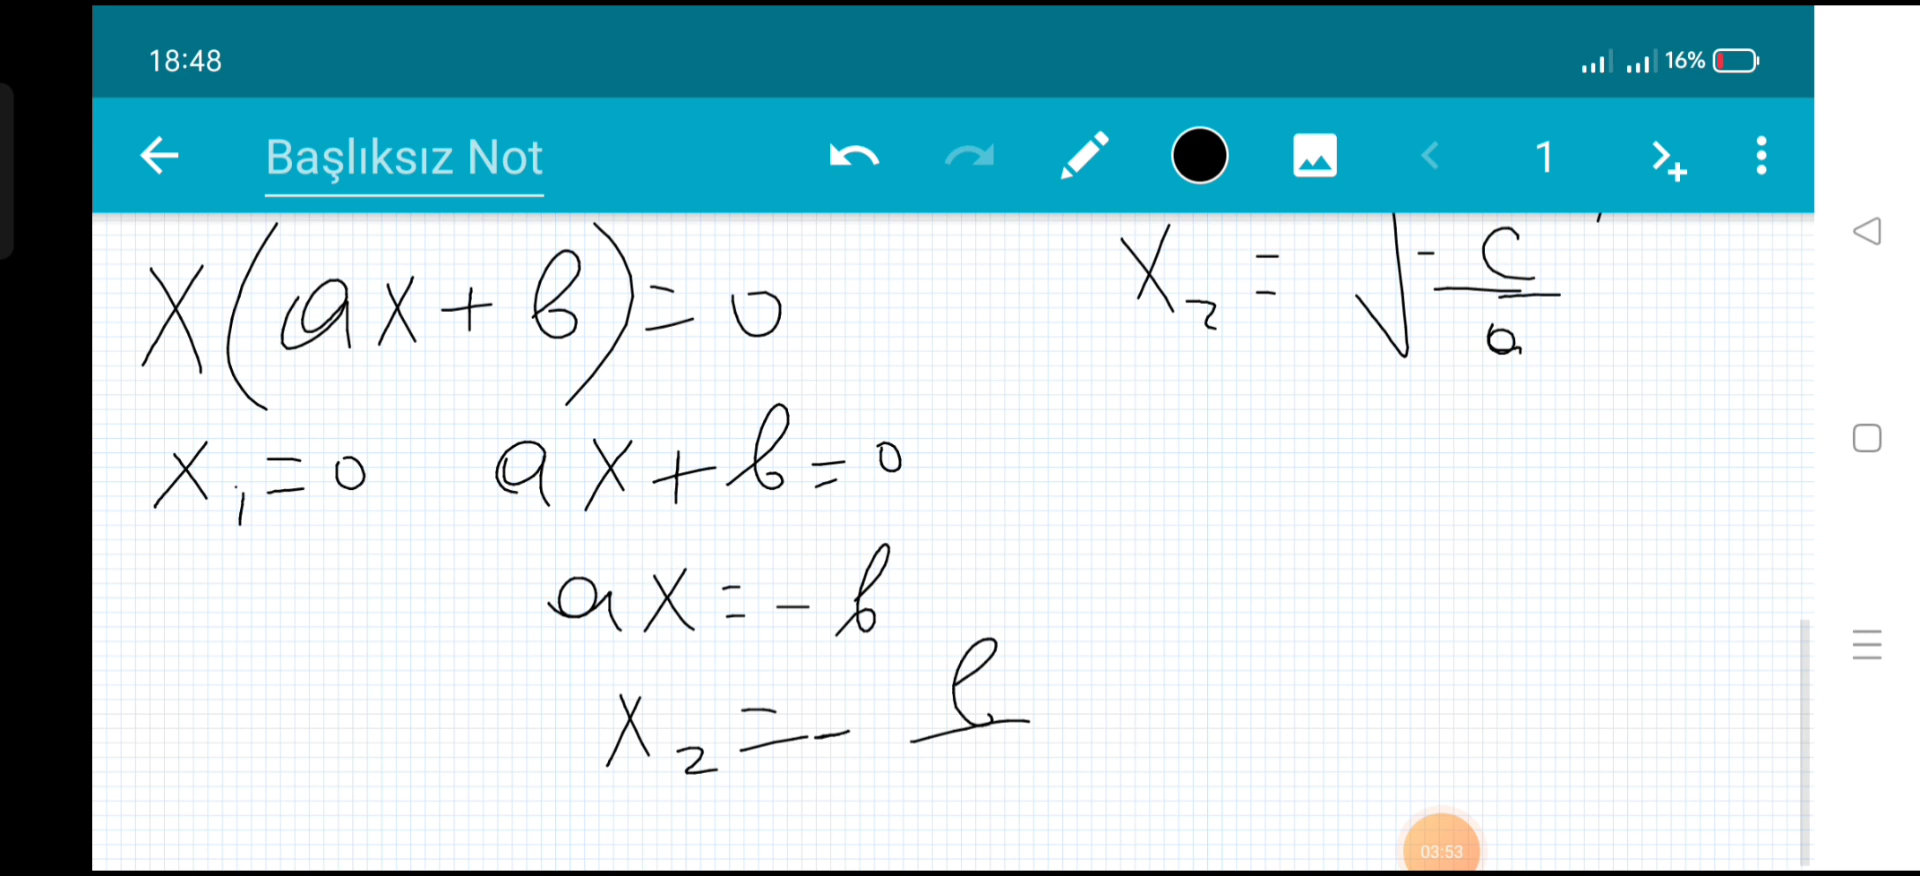 18:48 16%
Başlıksız Not 1
x(ax+b)=0
x₁=0 ax+b=0
ax=-b
x₂=- b
x₂ = √-c/a
03:53